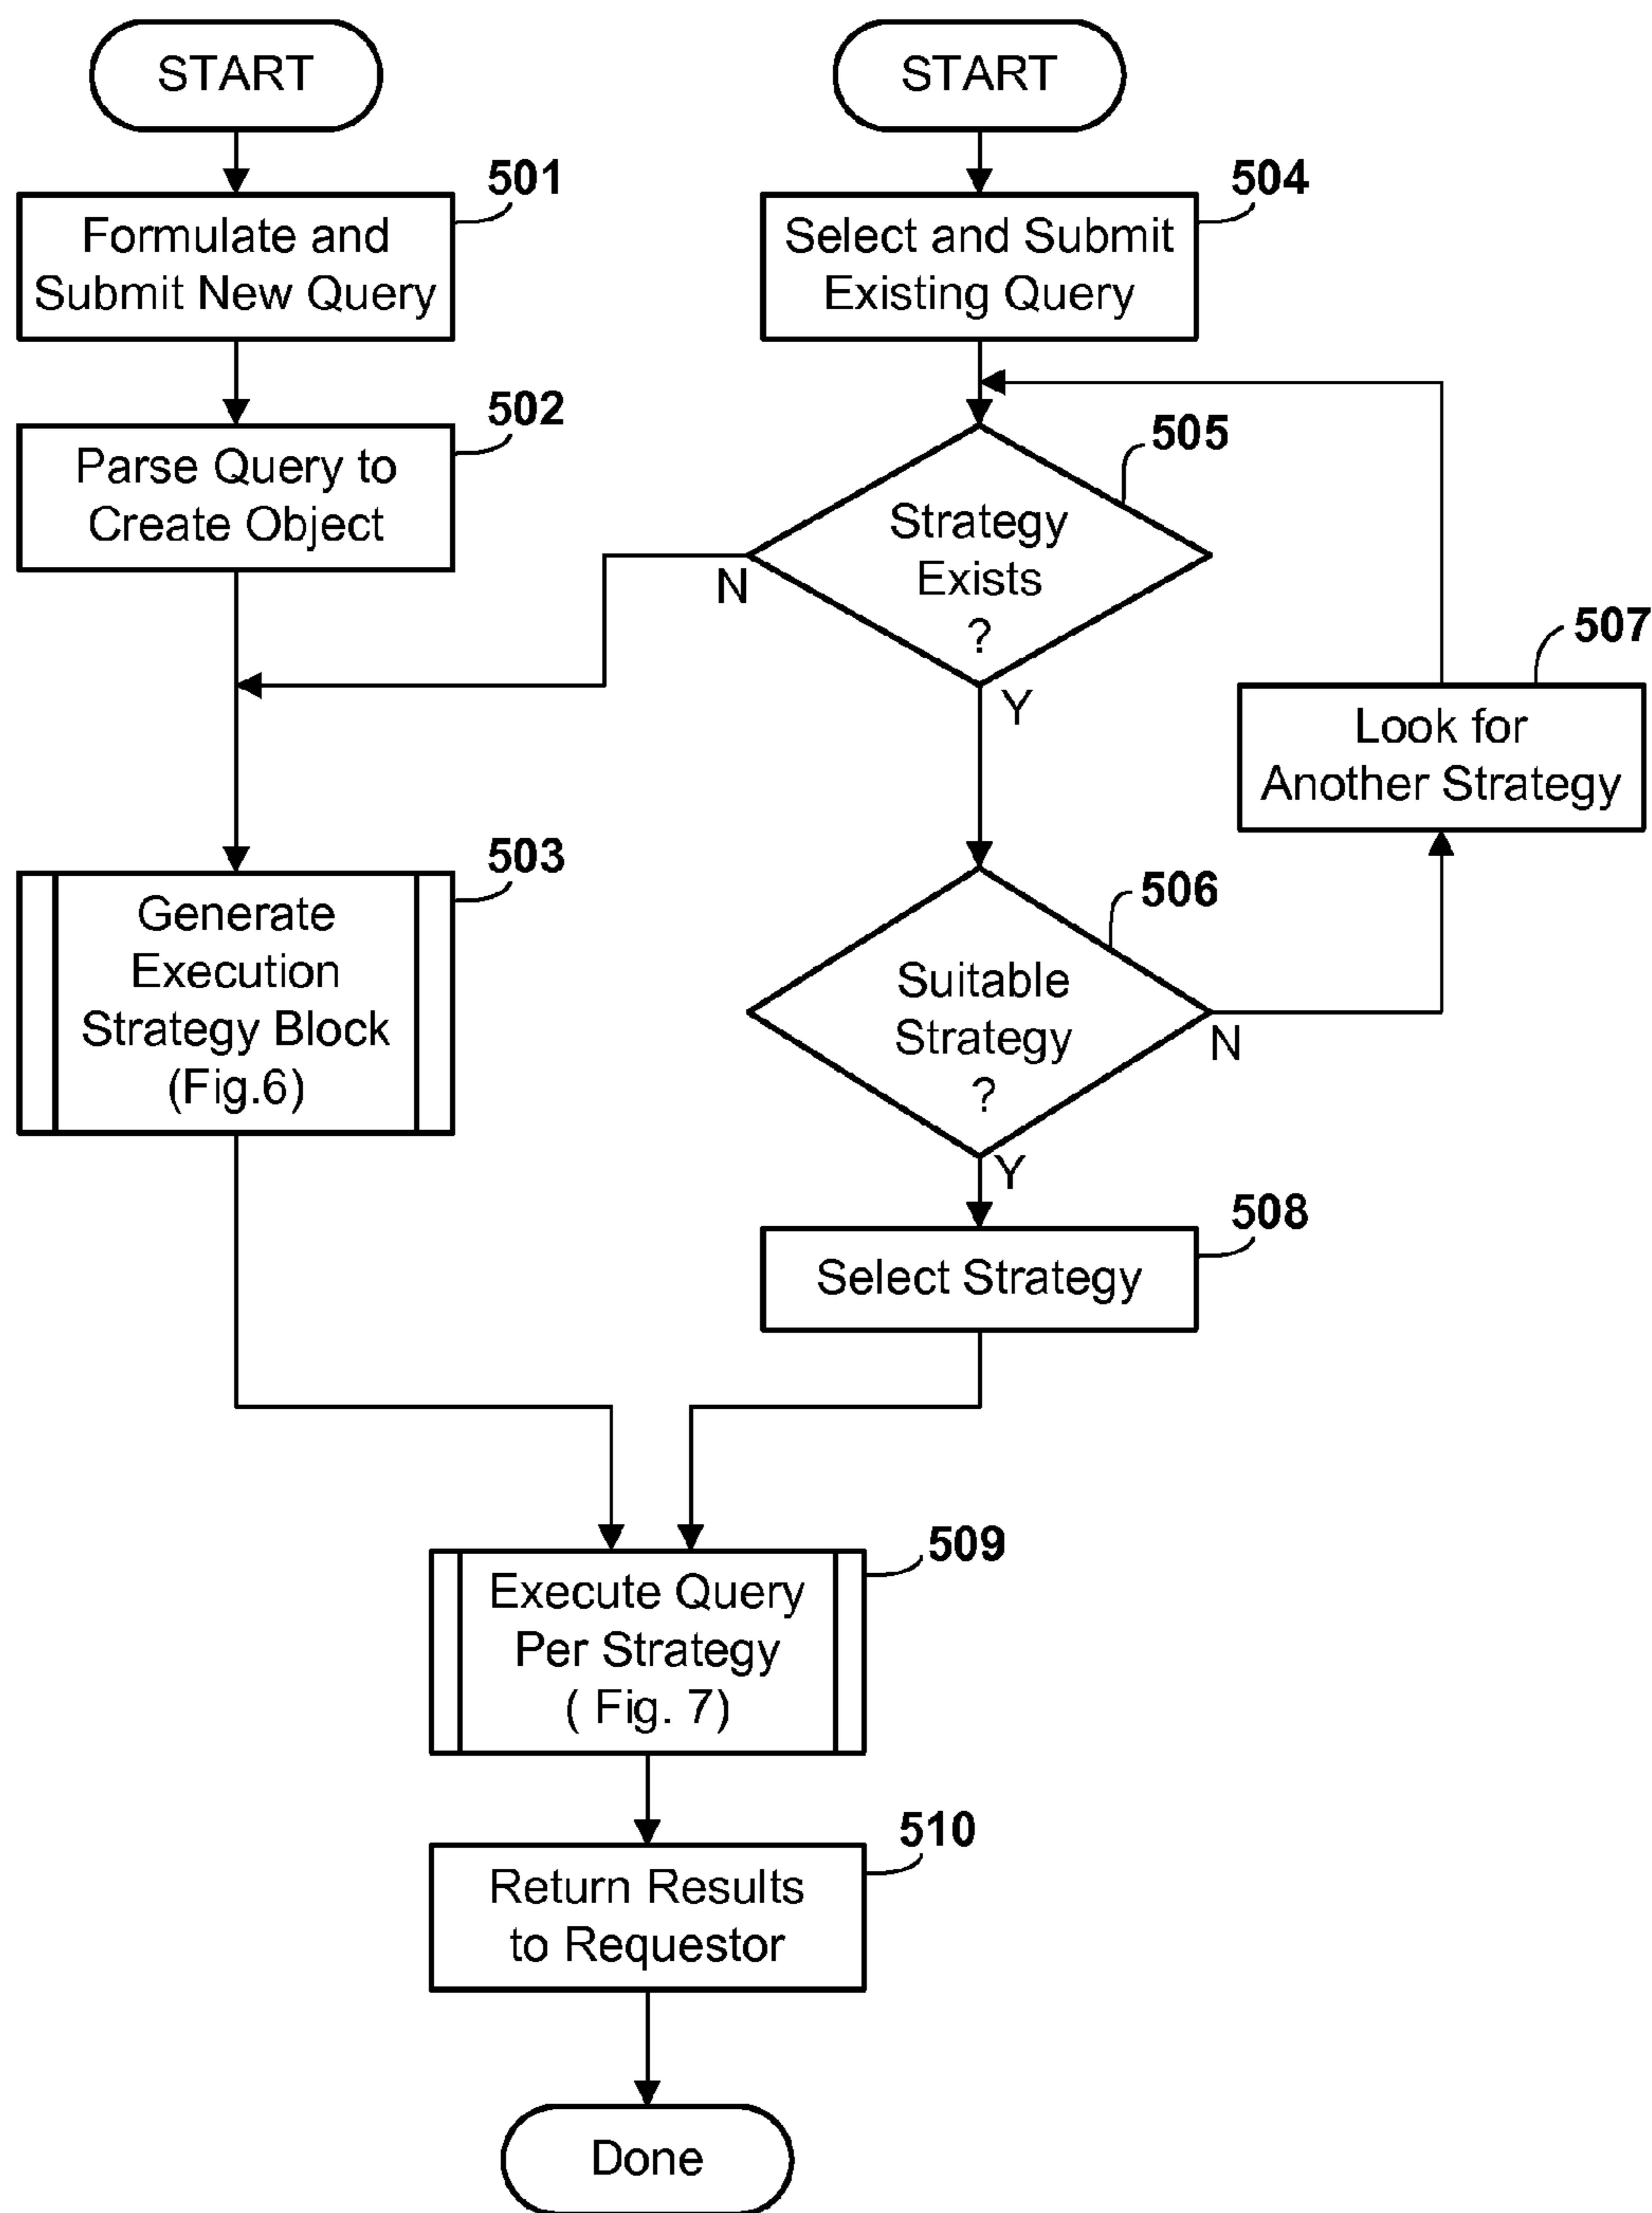 START
501
Formulate and
Submit New Query
502
Parse Query to
Create Object
503
Generate
Execution
Strategy Block
(Fig.6)
START
504
Select and Submit
Existing Query
505
Strategy
Exists
?
N
Y
507
Look for
Another Strategy
506
Suitable
Strategy
?
N
Y
508
Select Strategy
509
Execute Query
Per Strategy
( Fig. 7)
510
Return Results
to Requestor
Done